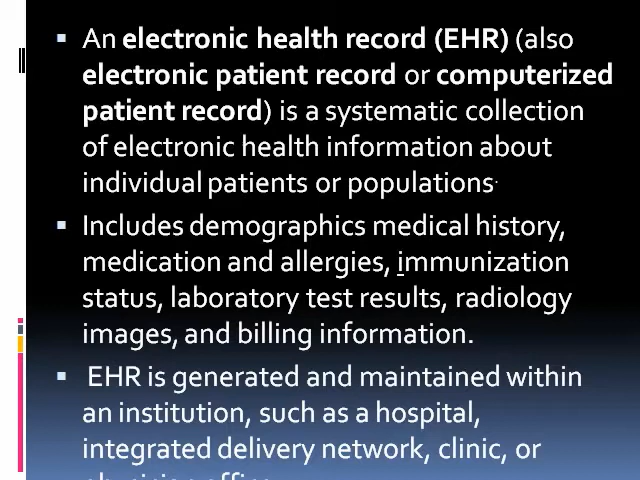 An electronic health record (EHR) (also
electronic patient record or computerized
patient record) is a systematic collection
of electronic health information about
individual patients or populations.
Includes demographics medical history,
medication and allergies, immunization
status, laboratory test results, radiology
images, and billing information.
EHR is generated and maintained within
an institution, such as a hospital,
integrated delivery network, clinic, or